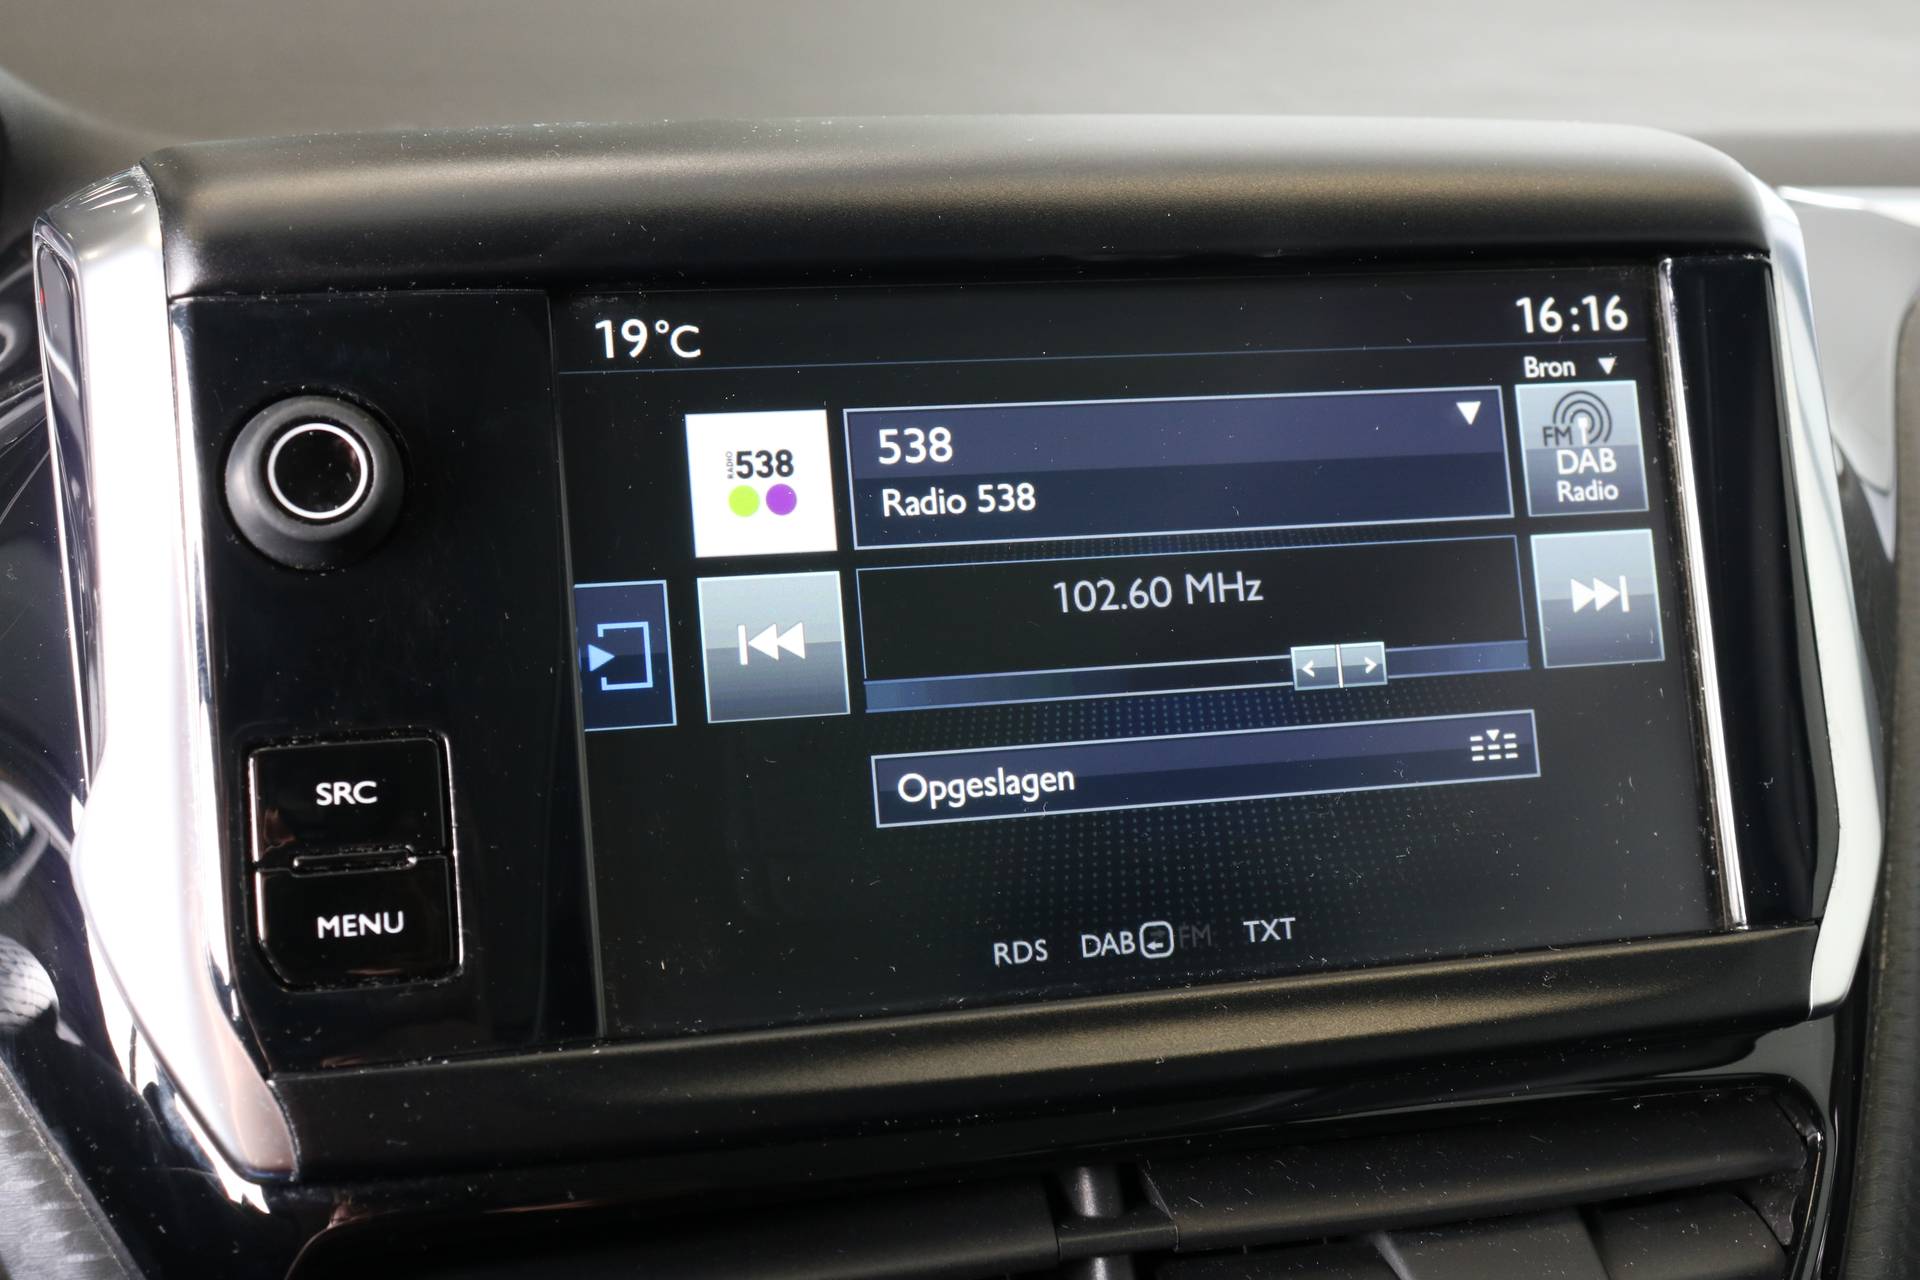 19°C
16:16
Bron
RADIO 538
538
Radio 538
FM
DAB
Radio
102.60 MHz
SRC
Opgeslagen
MENU
RDS DAB FM TXT